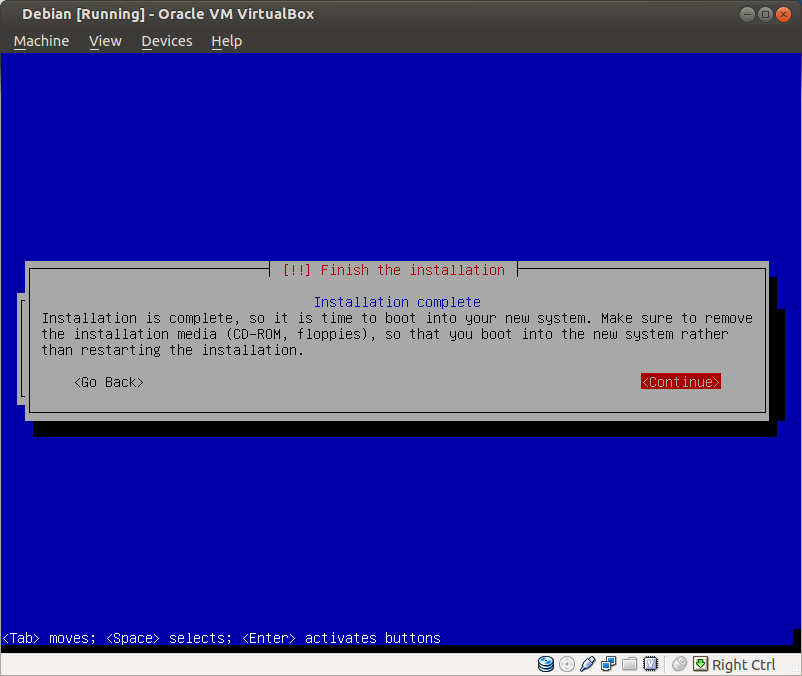 Debian [Running] - Oracle VM VirtualBox
Machine View Devices Help
[!!] Finish the installation
Installation complete
Installation is complete, so it is time to boot into your new system. Make sure to remove
the installation media (CD-ROM, floppies), so that you boot into the new system rather
than restarting the installation.
<Go Back> <Continue>
<Tab> moves; <Space> selects; <Enter> activates buttons
Right Ctrl